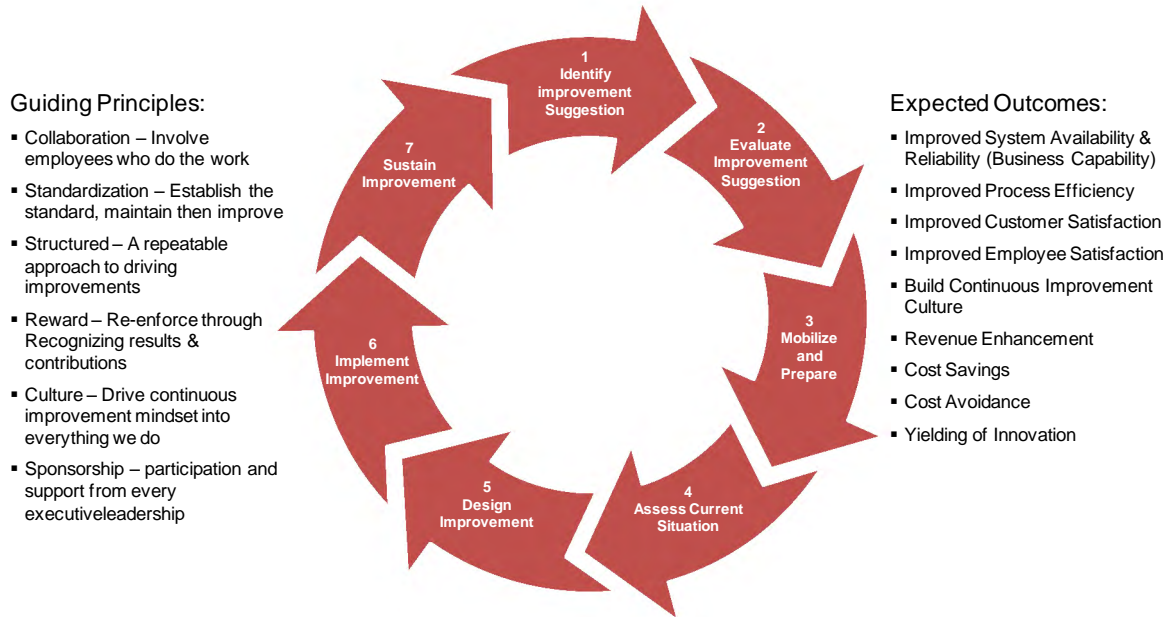 Guiding Principles:
▪ Collaboration – Involve
employees who do the work
▪ Standardization – Establish the
standard, maintain then improve
▪ Structured – A repeatable
approach to driving
improvements
▪ Reward – Re-enforce through
Recognizing results &
contributions
▪ Culture – Drive continuous
improvement mindset into
everything we do
▪ Sponsorship – participation and
support from every
executiveleadership
1
Identify
improvement
Suggestion
2
Evaluate
Improvement
Suggestion
3
Mobilize
and
Prepare
4
Assess Current
Situation
5
Design
Improvement
6
Implement
Improvement
7
Sustain
Improvement
Expected Outcomes:
▪ Improved System Availability &
Reliability (Business Capability)
▪ Improved Process Efficiency
▪ Improved Customer Satisfaction
▪ Improved Employee Satisfaction
▪ Build Continuous Improvement
Culture
▪ Revenue Enhancement
▪ Cost Savings
▪ Cost Avoidance
▪ Yielding of Innovation